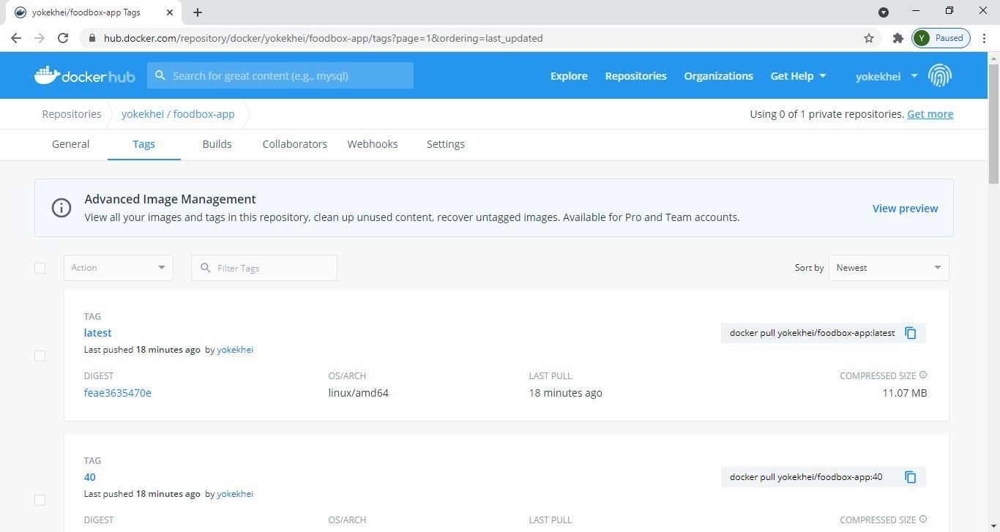 yokekhei/foodbox-app Tags
hub.docker.com/repository/docker/yokekhei/foodbox-app/tags?page=1&ordering=last_updated
Y Paused
dockerhub Search for great content (e.g., mysql) Explore Repositories Organizations Get Help yokekhei
Repositories yokekhei / foodbox-app Using 0 of 1 private repositories. Get more
General Tags Builds Collaborators Webhooks Settings
Advanced Image Management
View all your images and tags in this repository, clean up unused content, recover untagged images. Available for Pro and Team accounts.
View preview
Action Filter Tags Sort by Newest
TAG
latest
docker pull yokekhei/foodbox-app:latest
Last pushed 18 minutes ago by yokekhei
DIGEST OS/ARCH LAST PULL COMPRESSED SIZE
feae3635470e linux/amd64 18 minutes ago 11.07 MB
TAG
40
docker pull yokekhei/foodbox-app:40
Last pushed 18 minutes ago by yokekhei
DIGEST OS/ARCH LAST PULL COMPRESSED SIZE